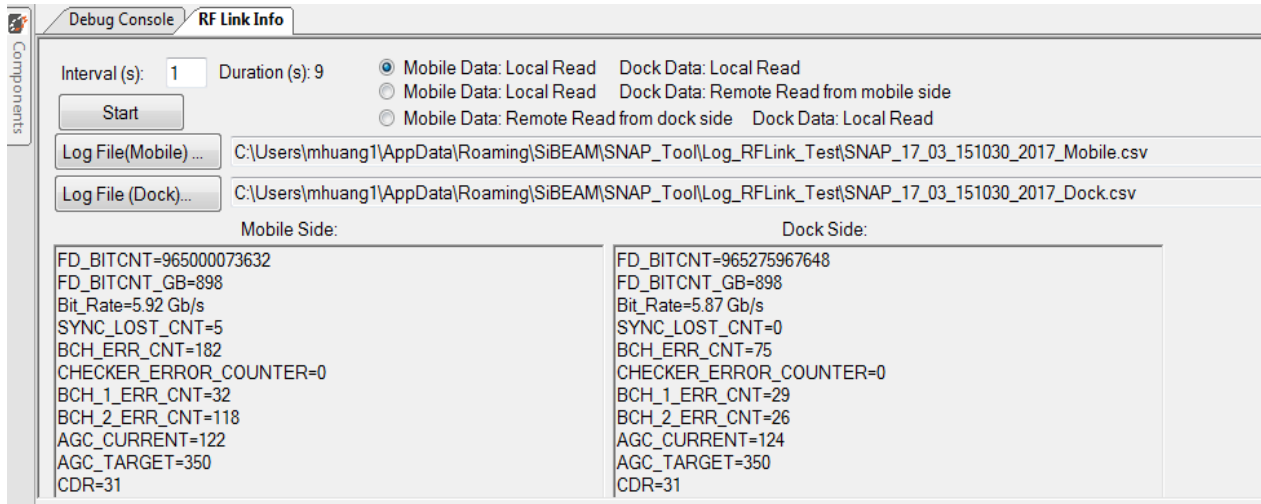 Components
Debug Console
RF Link Info
Interval (s): 1 Duration (s): 9
Start
Mobile Data: Local Read Dock Data: Local Read
Mobile Data: Local Read Dock Data: Remote Read from mobile side
Mobile Data: Remote Read from dock side Dock Data: Local Read
Log File(Mobile) ... C:\Users\mhuang1\AppData\Roaming\SiBEAM\SNAP_Tool\Log_RFLink_Test\SNAP_17_03_151030_2017_Mobile.csv
Log File (Dock)... C:\Users\mhuang1\AppData\Roaming\SiBEAM\SNAP_Tool\Log_RFLink_Test\SNAP_17_03_151030_2017_Dock.csv
Mobile Side:
FD_BITCNT=965000073632
FD_BITCNT_GB=898
Bit_Rate=5.92 Gb/s
SYNC_LOST_CNT=5
BCH_ERR_CNT=182
CHECKER_ERROR_COUNTER=0
BCH_1_ERR_CNT=32
BCH_2_ERR_CNT=118
AGC_CURRENT=122
AGC_TARGET=350
CDR=31
Dock Side:
FD_BITCNT=965275967648
FD_BITCNT_GB=898
Bit_Rate=5.87 Gb/s
SYNC_LOST_CNT=0
BCH_ERR_CNT=75
CHECKER_ERROR_COUNTER=0
BCH_1_ERR_CNT=29
BCH_2_ERR_CNT=26
AGC_CURRENT=124
AGC_TARGET=350
CDR=31